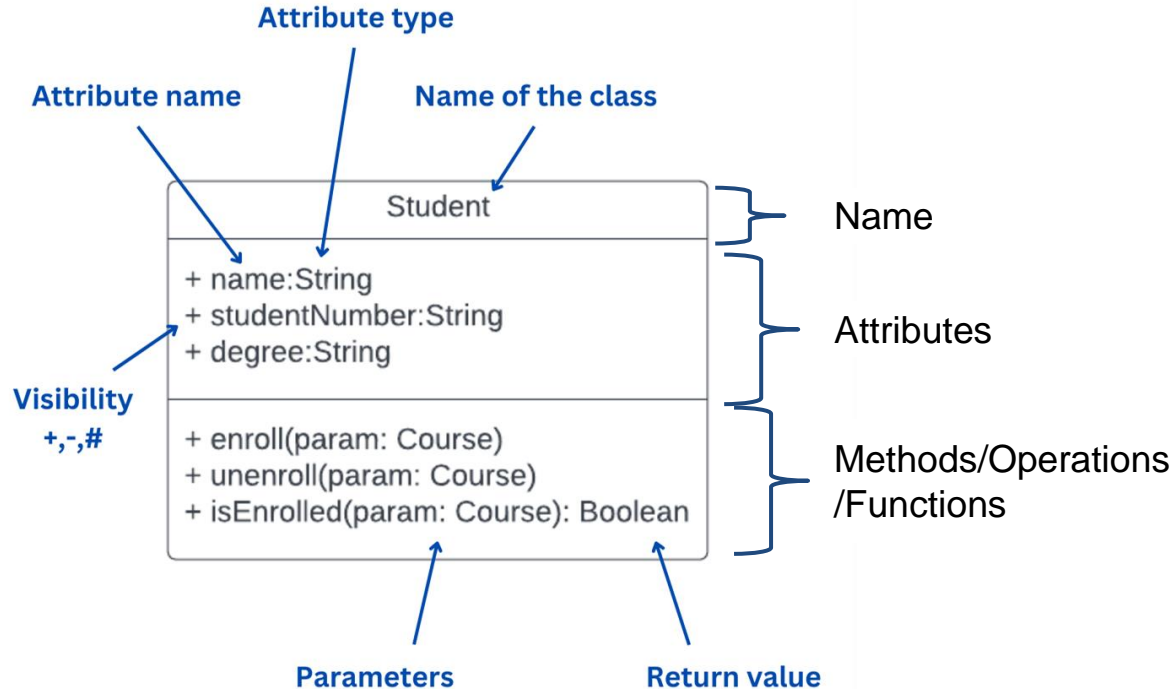 Attribute type
Attribute name
Name of the class
Student
Name
+ name:String
+ studentNumber:String
+ degree:String
Attributes
Visibility
+,-,#
+ enroll(param: Course)
+ unenroll(param: Course)
+ isEnrolled(param: Course): Boolean
Methods/Operations
/Functions
Parameters
Return value